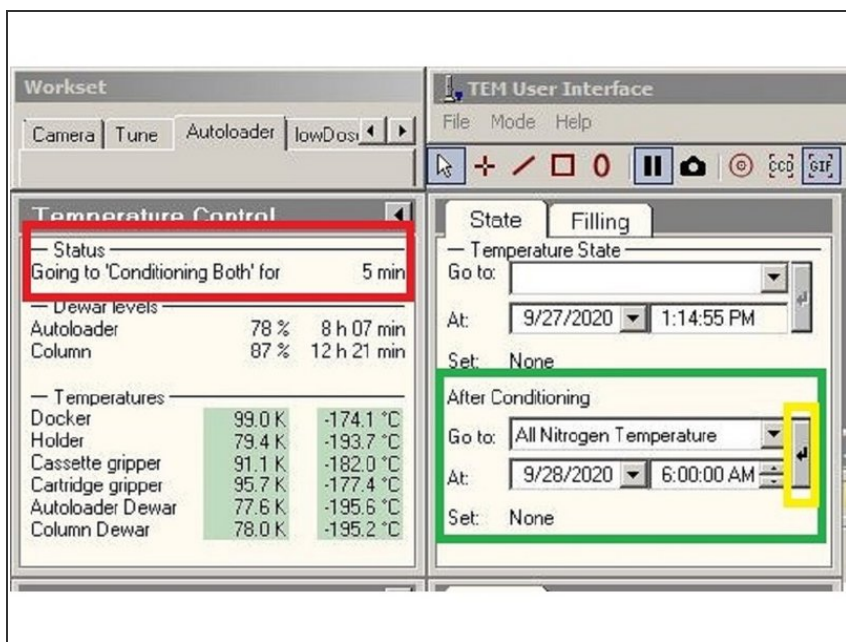 Workset
Camera Tune Autoloader lowDos
Temperature Control
Status
Going to 'Conditioning Both' for 5 min
Dewar levels
Autoloader 78 % 8 h 07 min
Column 87 % 12 h 21 min
Temperatures
Docker 99.0 K -174.1 °C
Holder 79.4 K -193.7 °C
Cassette gripper 91.1 K -182.0 °C
Cartridge gripper 95.7 K -177.4 °C
Autoloader Dewar 77.6 K -195.6 °C
Column Dewar 78.0 K -195.2 °C
TEM User Interface
File Mode Help
CCD GIF
State Filling
Temperature State
Go to:
At: 9/27/2020 1:14:55 PM
Set: None
After Conditioning
Go to: All Nitrogen Temperature
At: 9/28/2020 6:00:00 AM
Set: None